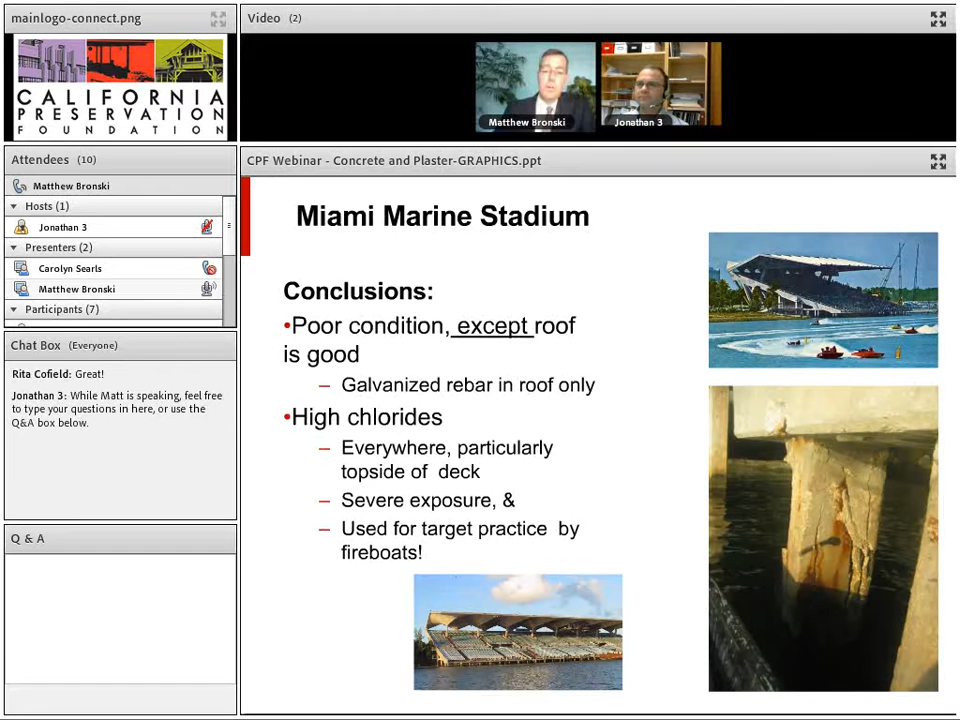 mainlogo-connect.png
CALIFORNIA
PRESERVATION
FOUNDATION
Video (2)
Matthew Bronski
Jonathan 3
Attendees (10)
Matthew Bronski
Hosts (1)
Jonathan 3
Presenters (2)
Carolyn Searls
Matthew Bronski
Participants (7)
Chat Box (Everyone)
Rita Cofield: Great!
Jonathan 3: While Matt is speaking, feel free
to type your questions in here, or use the
Q&A box below.
Q & A
CPF Webinar - Concrete and Plaster-GRAPHICS.ppt
Miami Marine Stadium
Conclusions:
•Poor condition, except roof
is good
– Galvanized rebar in roof only
•High chlorides
– Everywhere, particularly
topside of deck
– Severe exposure, &
– Used for target practice by
fireboats!